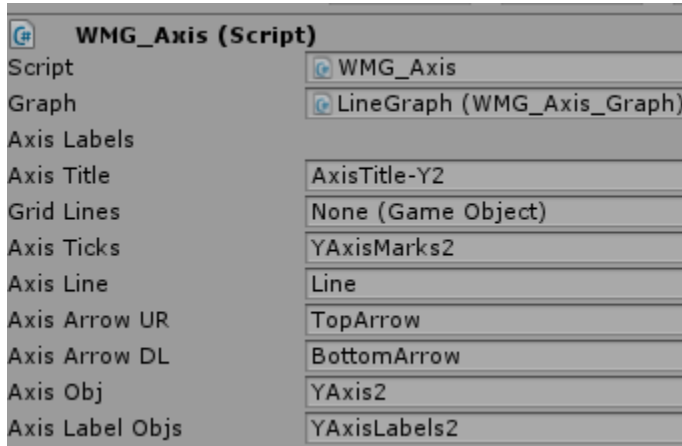 WMG_Axis (Script)
Script WMG_Axis
Graph LineGraph (WMG_Axis_Graph)
Axis Labels
Axis Title AxisTitle-Y2
Grid Lines None (Game Object)
Axis Ticks YAxisMarks2
Axis Line Line
Axis Arrow UR TopArrow
Axis Arrow DL BottomArrow
Axis Obj YAxis2
Axis Label Objs YAxisLabels2